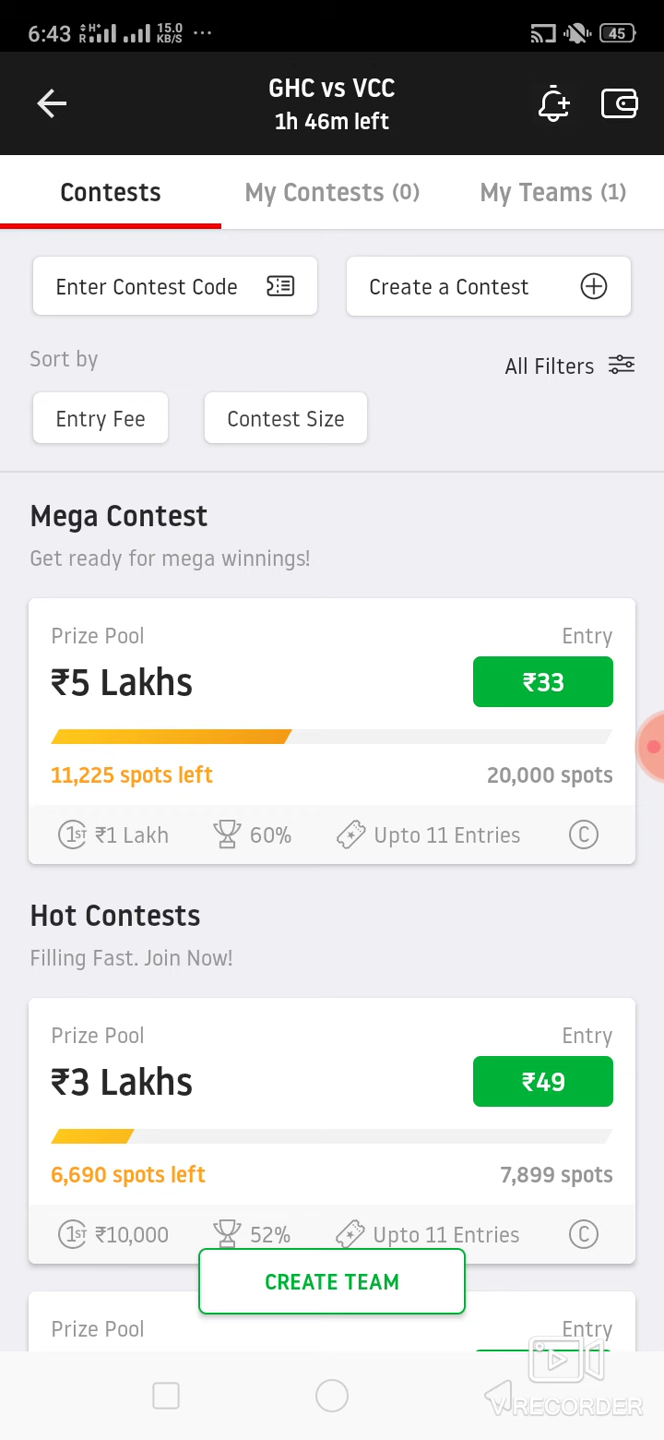 6:43 R H+ 15.0 KB/S ... 45
GHC vs VCC
1h 46m left
Contests My Contests (0) My Teams (1)
Enter Contest Code Create a Contest
Sort by
All Filters
Entry Fee Contest Size
Mega Contest
Get ready for mega winnings!
Prize Pool Entry
₹5 Lakhs ₹33
11,225 spots left 20,000 spots
1ST ₹1 Lakh 60% Upto 11 Entries C
Hot Contests
Filling Fast. Join Now!
Prize Pool Entry
₹3 Lakhs ₹49
6,690 spots left 7,899 spots
1ST ₹10,000 52% Upto 11 Entries C
CREATE TEAM
Prize Pool Entry
VRECORDER